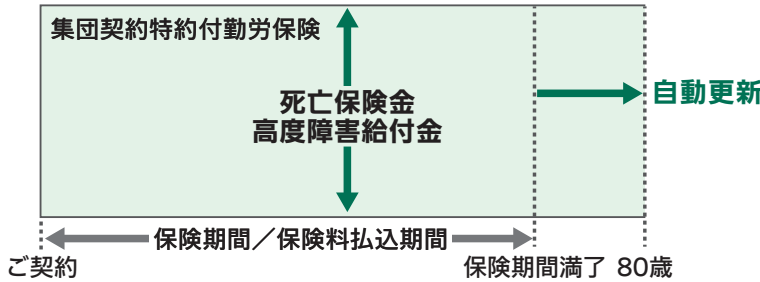 集団契約特約付勤労保険
死亡保険金
高度障害給付金
自動更新
保険期間／保険料払込期間
ご契約
保険期間満了
80歳